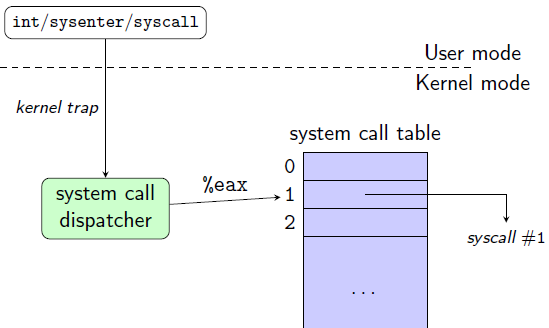 int/sysenter/syscall
User mode
Kernel mode
kernel trap
system call table
system call
dispatcher
%eax
0
1
2
syscall #1
...